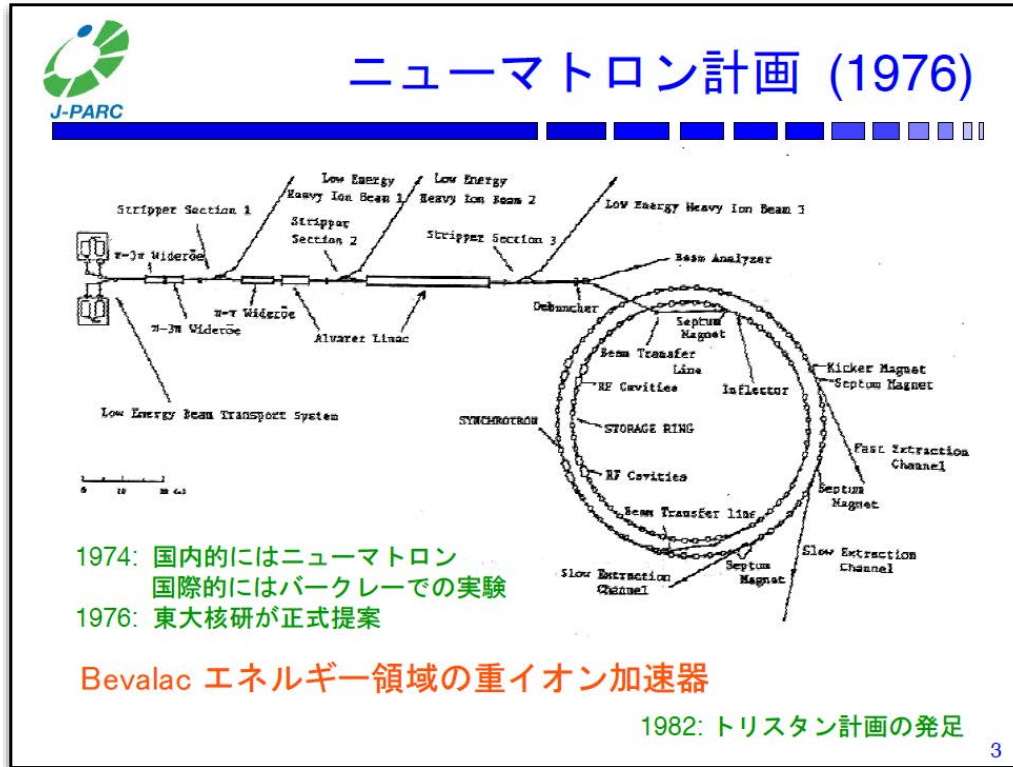 J-PARC
ニューマトロン計画 (1976)
Low Energy
Heavy Ion Beam 1
Low Energy
Heavy Ion Beam 2
Low Energy Heavy Ion Beam 3
Stripper Section 1
Stripper
Section 2
Stripper Section 3
Beam Analyzer
π-3π Wideröe
Debuncher
π-π Wideröe
π-3π Wideröe
Alvarez Linac
Septum
Magnet
Beam Transfer
Line
Kicker Magnet
Septum Magnet
RF Cavities
Inflector
Low Energy Beam Transport System
SYNCHROTRON
STORAGE RING
Fast Extraction
Channel
RF Cavities
Septum
Magnet
Beam Transfer line
Slow Extraction
Channel
Septum
Magnet
Slow Extraction
Channel
1974: 国内的にはニューマトロン
国際的にはバークレーでの実験
1976: 東大核研が正式提案
Bevalac エネルギー領域の重イオン加速器
1982: トリスタン計画の発足
3